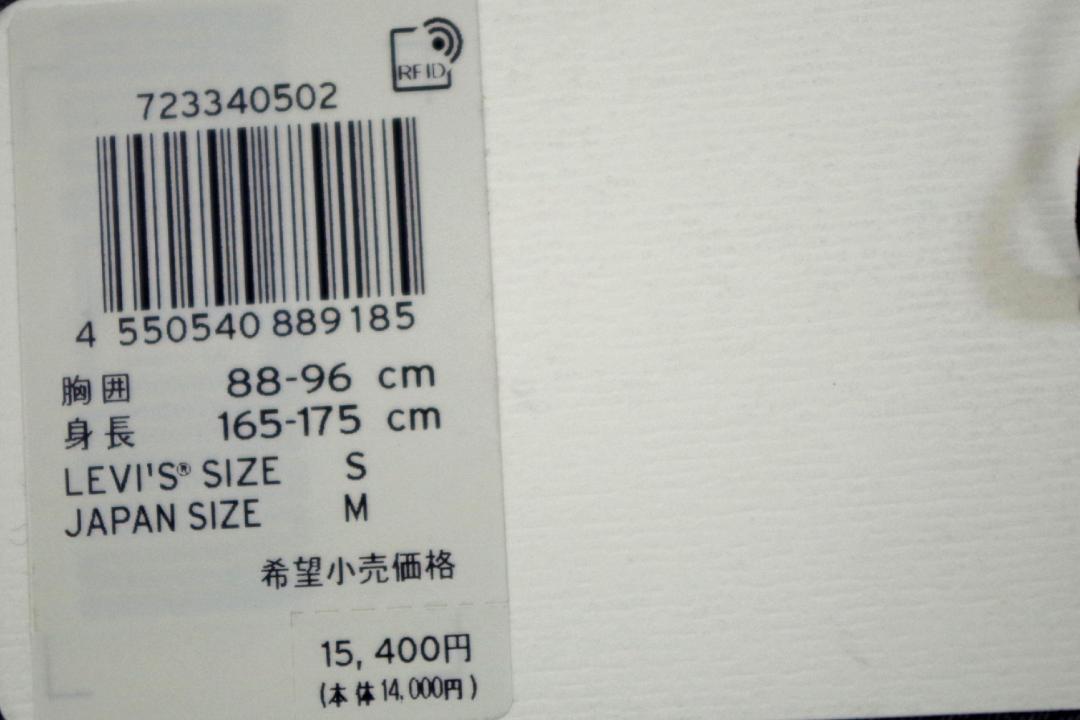 RFID
723340502
4 550540 889185
胸囲 88-96 cm
身長 165-175 cm
LEVI'S® SIZE S
JAPAN SIZE M
希望小売価格
15,400円
(本体14,000円)